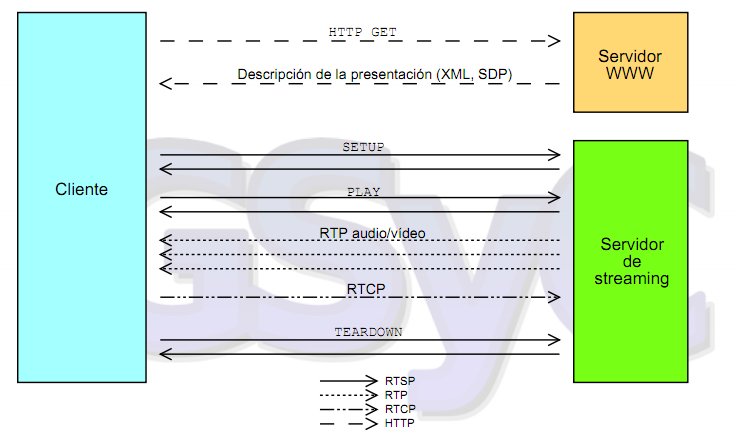 HTTP GET
Descripción de la presentación (XML, SDP)
Servidor
WWW
Cliente
SETUP
PLAY
RTP audio/vídeo
RTCP
TEARDOWN
Servidor
de
streaming
RTSP
RTP
RTCP
HTTP
GSyC